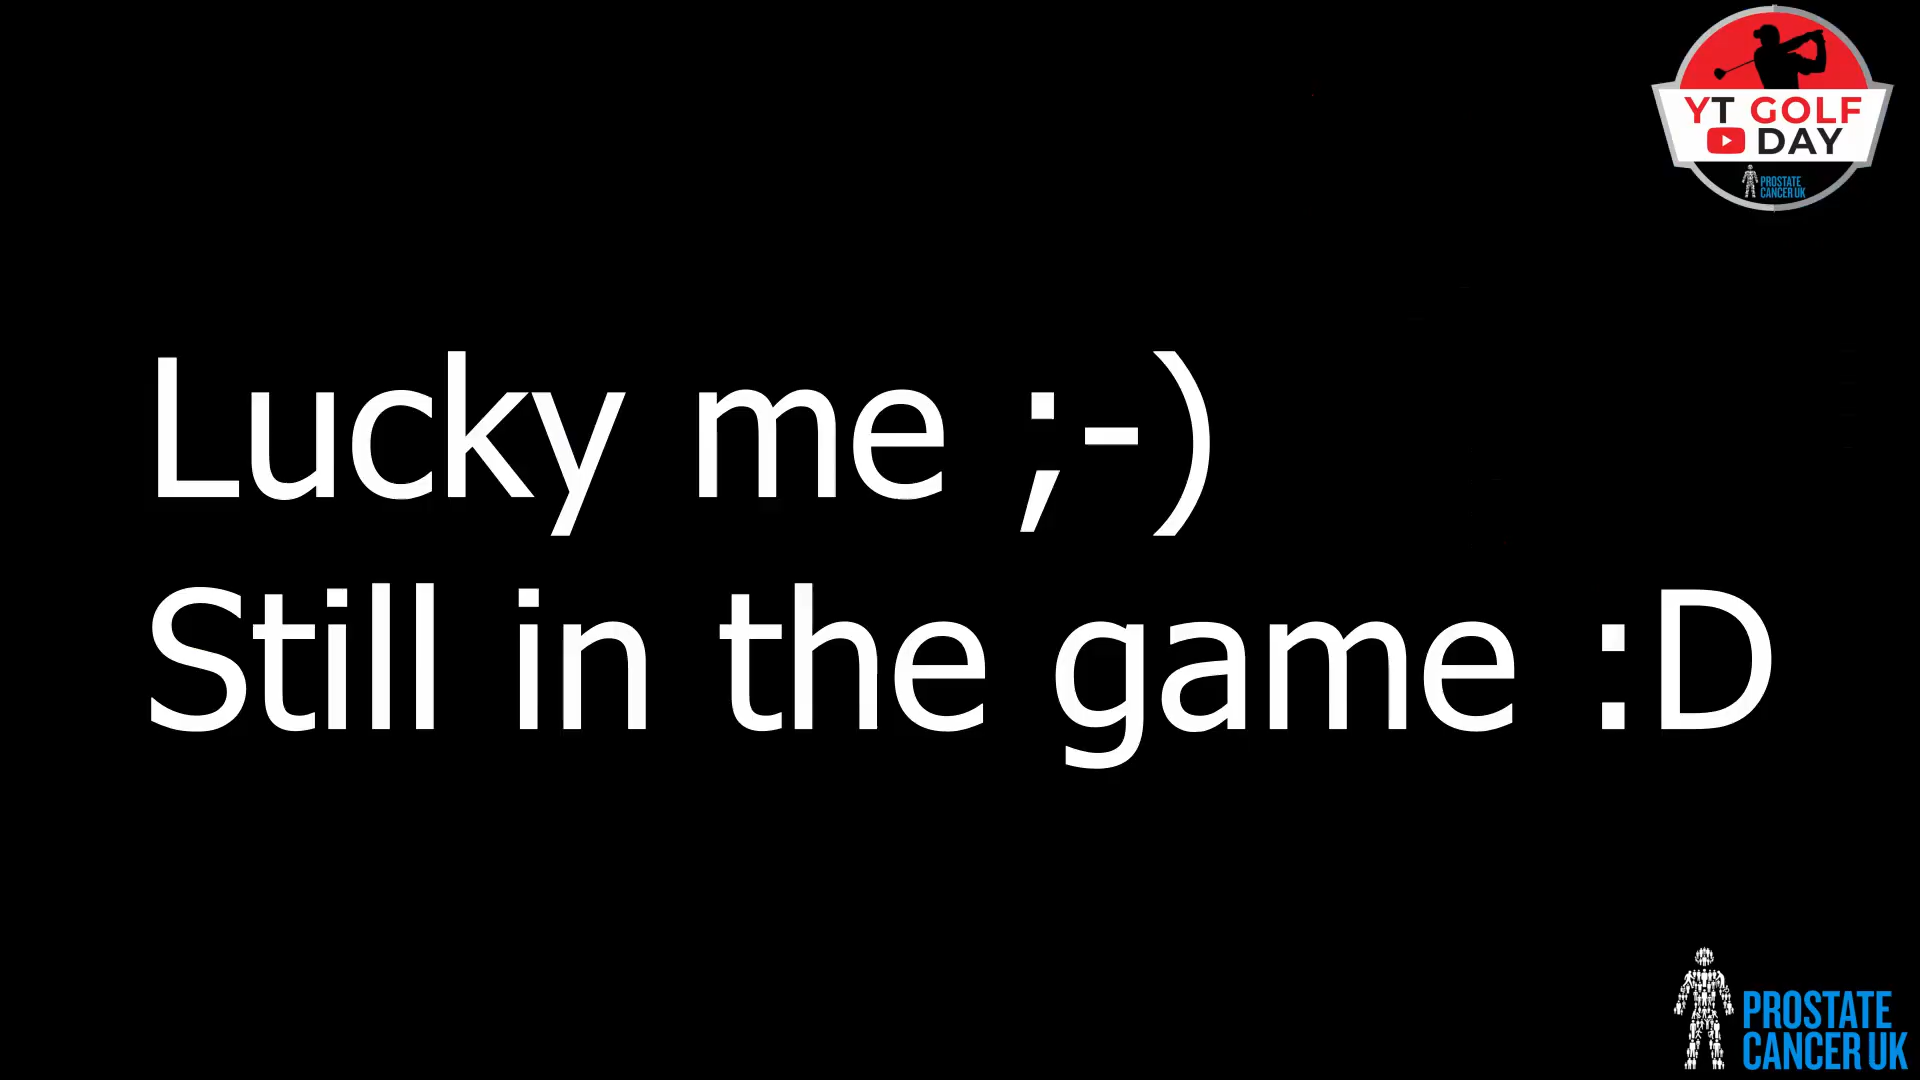 YT GOLF
DAY
PROSTATE
CANCER UK
Lucky me ;-)
Still in the game :D
PROSTATE
CANCER UK